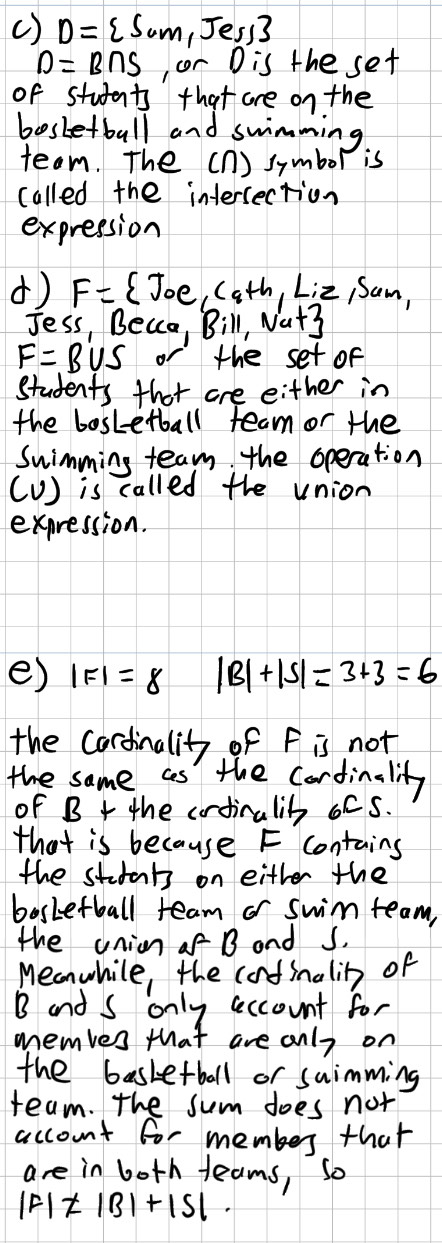 c) D = {Sam, Jess}
D = B∩S, or D is the set
of students that are on the
basketball and swimming
team. The (∩) symbol is
called the intersection
expression
d) F = {Joe, Cath, Liz, Sam,
Jess, Becca, Bill, Nat}
F = B∪S or the set of
students that are either in
the basketball team or the
swimming team. the operation
(∪) is called the union
expression.
e) |F| = 8 |B|+|S| = 3+3 = 6
the cardinality of F is not
the same as the cardinality
of B + the cardinality of S.
that is because F contains
the students on either the
basketball team or swim team,
the union of B and S.
Meanwhile, the cardinality of
B and S only account for
members that are only on
the basketball or swimming
team. The sum does not
account for members that
are in both teams, so
|F| ≠ |B|+|S|.